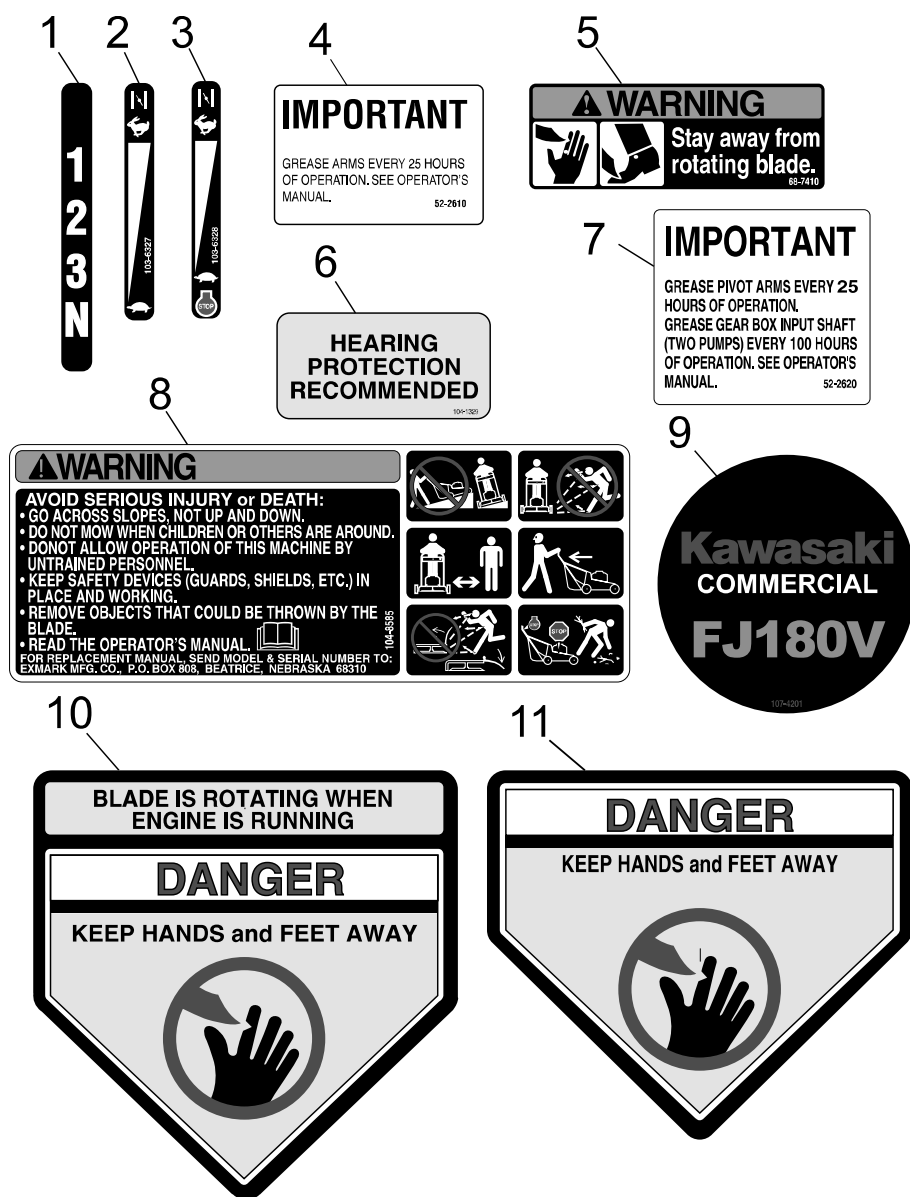 1
2
3
4
5
1
2
3
N
103-6327
103-6328
STOP
IMPORTANT
GREASE ARMS EVERY 25 HOURS
OF OPERATION. SEE OPERATOR'S
MANUAL.
52-2610
WARNING
Stay away from
rotating blade.
68-7410
6
HEARING
PROTECTION
RECOMMENDED
104-1329
7
IMPORTANT
GREASE PIVOT ARMS EVERY 25
HOURS OF OPERATION.
GREASE GEAR BOX INPUT SHAFT
(TWO PUMPS) EVERY 100 HOURS
OF OPERATION. SEE OPERATOR'S
MANUAL.
52-2620
8
WARNING
AVOID SERIOUS INJURY or DEATH:
• GO ACROSS SLOPES, NOT UP AND DOWN.
• DO NOT MOW WHEN CHILDREN OR OTHERS ARE AROUND.
• DONOT ALLOW OPERATION OF THIS MACHINE BY
UNTRAINED PERSONNEL.
• KEEP SAFETY DEVICES (GUARDS, SHIELDS, ETC.) IN
PLACE AND WORKING.
• REMOVE OBJECTS THAT COULD BE THROWN BY THE
BLADE.
• READ THE OPERATOR'S MANUAL.
FOR REPLACEMENT MANUAL, SEND MODEL & SERIAL NUMBER TO:
EXMARK MFG. CO., P.O. BOX 808, BEATRICE, NEBRASKA 68310
104-8585
STOP
9
Kawasaki
COMMERCIAL
FJ180V
107-4201
10
BLADE IS ROTATING WHEN
ENGINE IS RUNNING
DANGER
KEEP HANDS and FEET AWAY
11
DANGER
KEEP HANDS and FEET AWAY